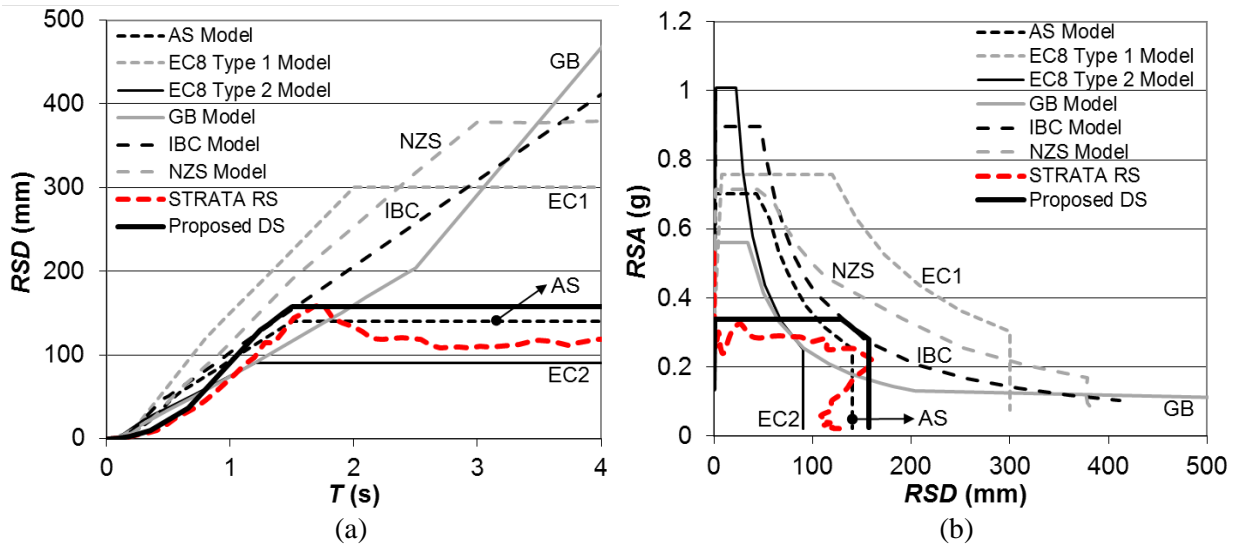 500
400
300
200
100
0
RSD (mm)
AS Model
EC8 Type 1 Model
EC8 Type 2 Model
GB Model
IBC Model
NZS Model
STRATA RS
Proposed DS
GB
NZS
IBC
EC1
AS
EC2
0 1 2 3 4
T (s)
(a)
1.2
1
0.8
0.6
0.4
0.2
0
RSA (g)
AS Model
EC8 Type 1 Model
EC8 Type 2 Model
GB Model
IBC Model
NZS Model
STRATA RS
Proposed DS
NZS
EC1
IBC
EC2
AS
GB
0 100 200 300 400 500
RSD (mm)
(b)